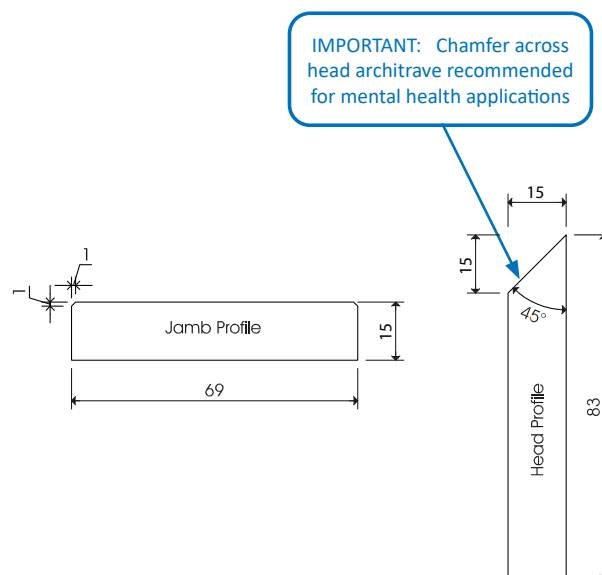 IMPORTANT: Chamfer across
head architrave recommended
for mental health applications
15
1
15
1
Jamb Profile
15
45°
69
Head Profile
83